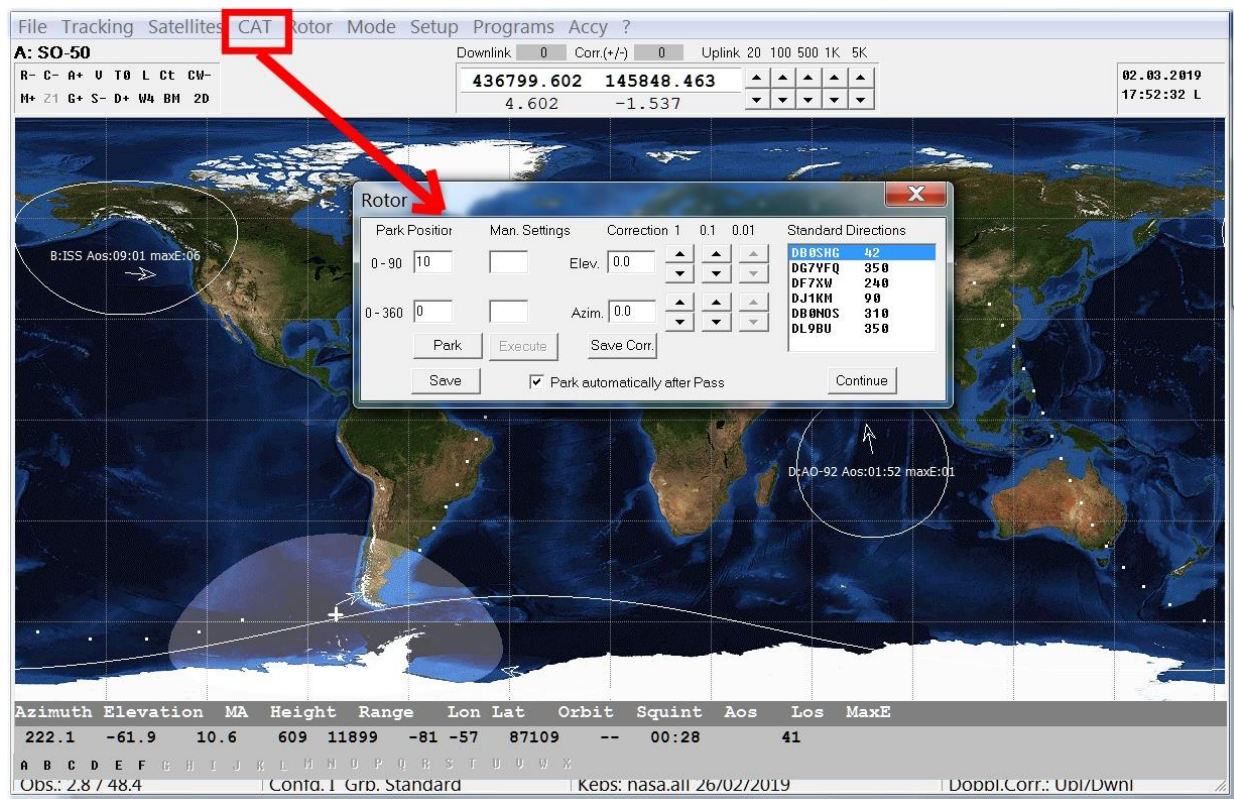 File Tracking Satellites CAT Rotor Mode Setup Programs Accy ?
A: SO-50
Downlink 0 Corr.(+/-) 0 Uplink 20 100 500 1K 5K
R- C- A+ U T0 L Ct CW-
M+ Z1 G+ S- D+ W4 BM 2D
436799.602 145848.463
4.602 -1.537
02.03.2019
17:52:32 L
B:ISS Aos:09:01 maxE:06
Rotor
X
Park Position Man. Settings Correction 1 0.1 0.01 Standard Directions
0 - 90 10 Elev. 0.0
0 - 360 0 Azim. 0.0
DB0SHG 42
DG7YFQ 350
DF7XW 240
DJ1KM 90
DB0NOS 310
DL9BU 350
Park Execute Save Corr.
Save Park automatically after Pass Continue
D:AO-92 Aos:01:52 maxE:01
Azimuth Elevation MA Height Range Lon Lat Orbit Squint Aos Los MaxE
222.1 -61.9 10.6 609 11899 -81 -57 87109 -- 00:28 41
A B C D E F G H I J K L M N O P Q R S T U V W X
Obs.: 2.8 / 48.4 Confg. I Grp. Standard Keps: nasa.all 26/02/2019 Doppl.Corr.: Upl/Dwnl